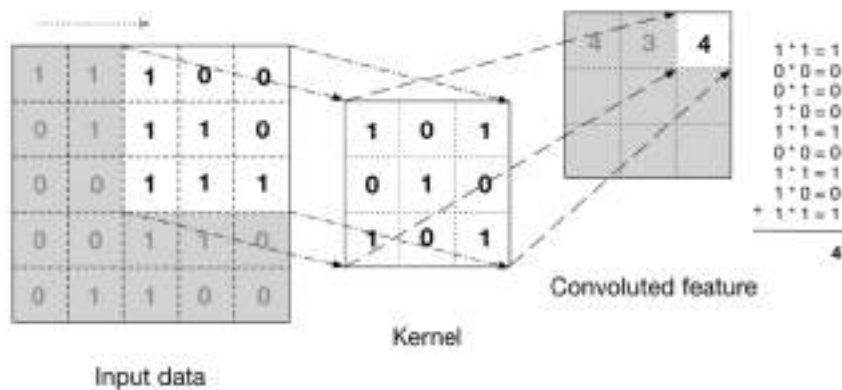 1 1 1 0 0
0 1 1 1 0
0 0 1 1 1
0 0 1 1 0
0 1 1 0 0
Input data
1 0 1
0 1 0
1 0 1
Kernel
4 3 4
Convoluted feature
1 * 1 = 1
0 * 0 = 0
0 * 1 = 0
1 * 0 = 0
1 * 1 = 1
0 * 0 = 0
1 * 1 = 1
1 * 0 = 0
+ 1 * 1 = 1
4